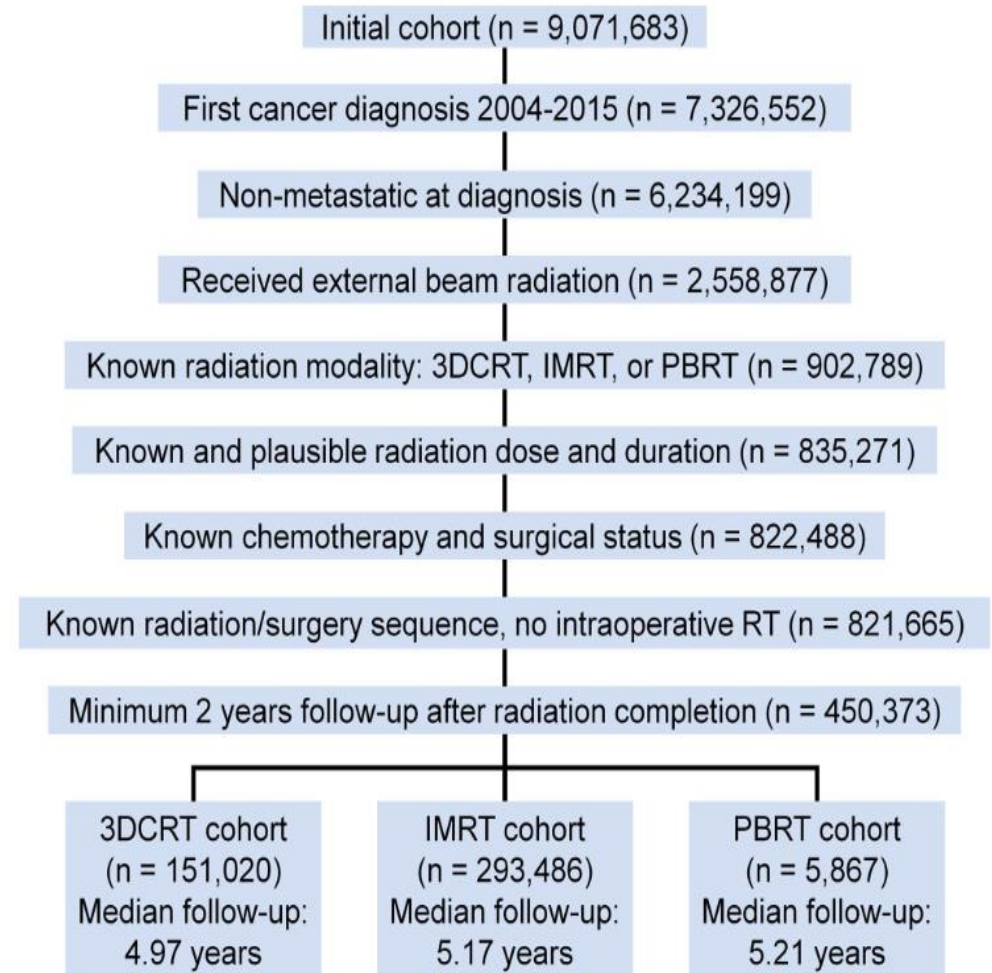 Initial cohort (n = 9,071,683)
First cancer diagnosis 2004-2015 (n = 7,326,552)
Non-metastatic at diagnosis (n = 6,234,199)
Received external beam radiation (n = 2,558,877)
Known radiation modality: 3DCRT, IMRT, or PBRT (n = 902,789)
Known and plausible radiation dose and duration (n = 835,271)
Known chemotherapy and surgical status (n = 822,488)
Known radiation/surgery sequence, no intraoperative RT (n = 821,665)
Minimum 2 years follow-up after radiation completion (n = 450,373)
3DCRT cohort
(n = 151,020)
Median follow-up:
4.97 years
IMRT cohort
(n = 293,486)
Median follow-up:
5.17 years
PBRT cohort
(n = 5,867)
Median follow-up:
5.21 years